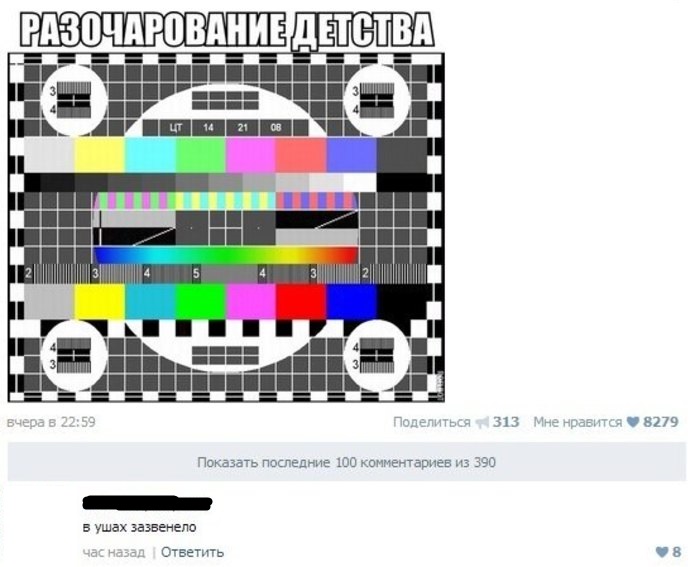 РАЗОЧАРОВАНИЕ ДЕТСТВА
3
4
3
4
ЦТ 14 21 08
2 3 4 5 4 3 2
4
3
4
3
вчера в 22:59
Поделиться 313 Мне нравится 8279
Показать последние 100 комментариев из 390
в ушах зазвенело
час назад | Ответить
8